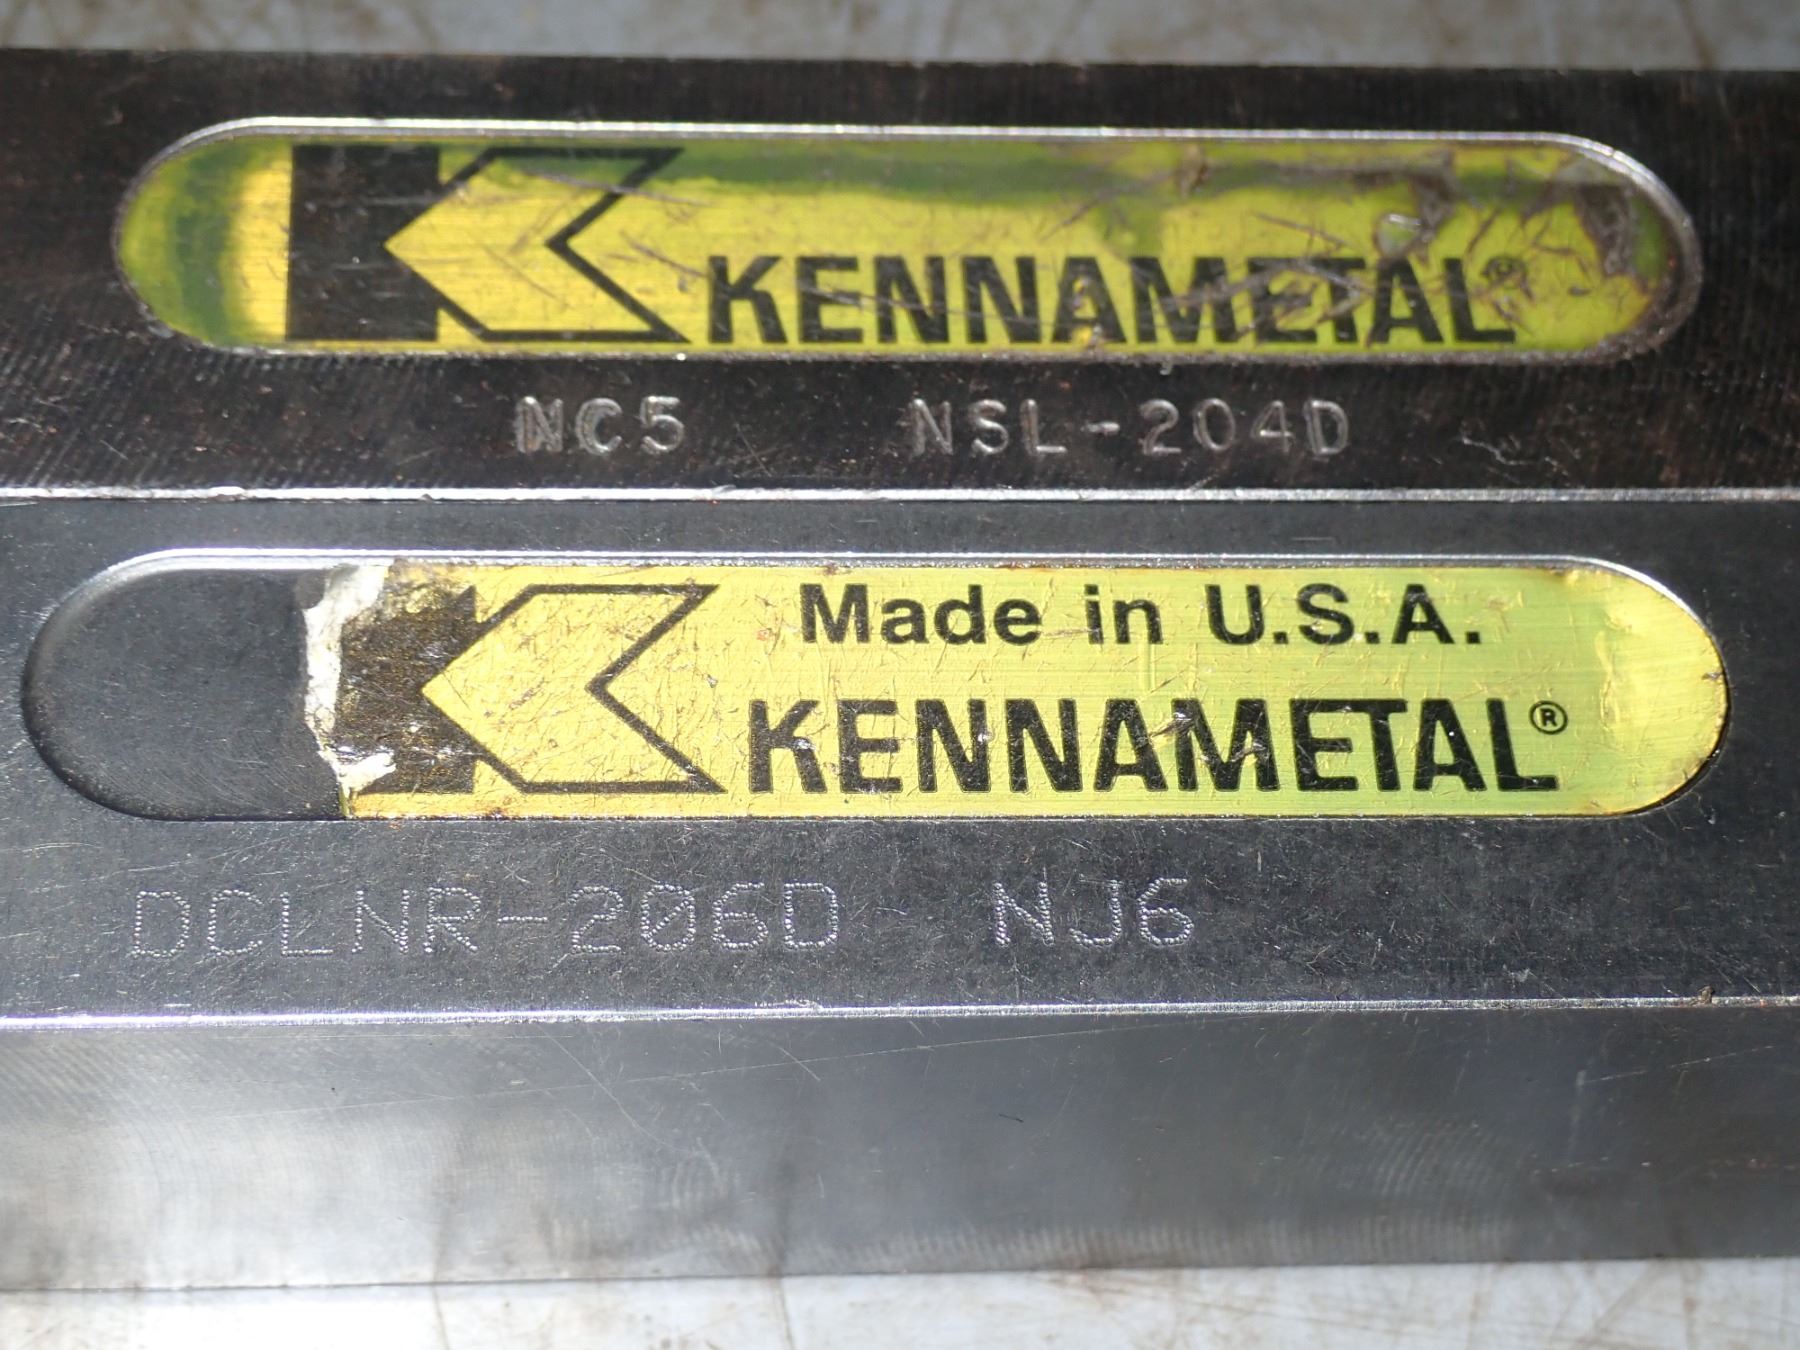 KENNAMETAL®
NC5 NSL-204D
Made in U.S.A.
KENNAMETAL®
DCLNR-206D NJ6